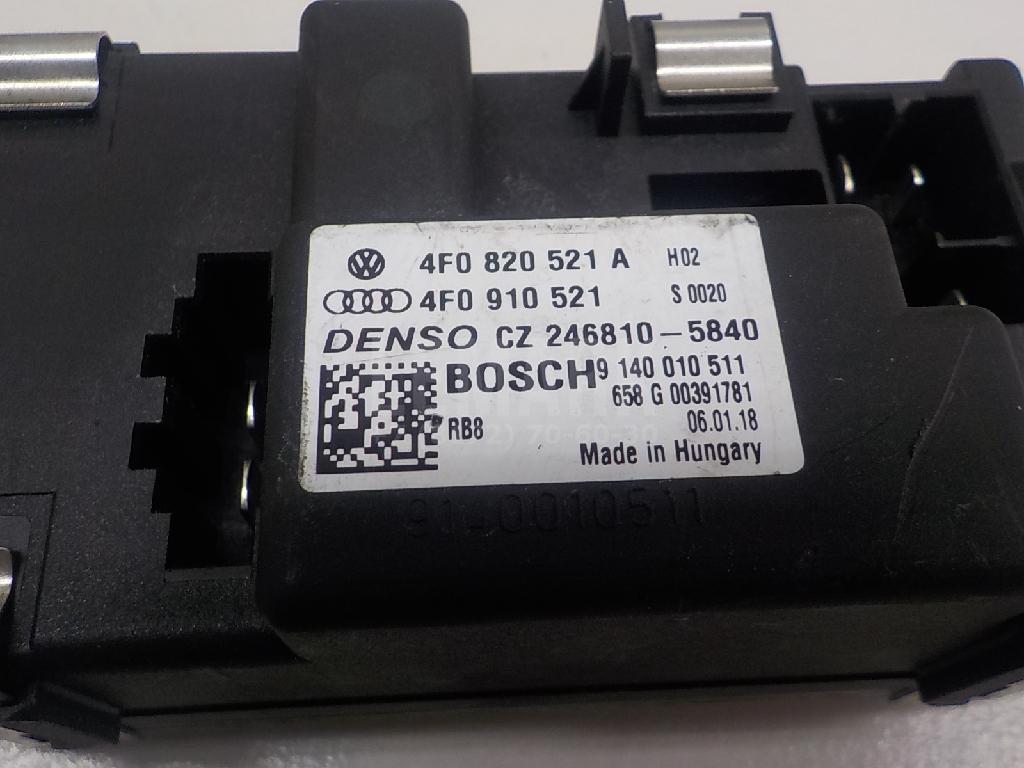 4F0 820 521 A H02
4F0 910 521 S 0020
DENSO CZ 246810-5840
BOSCH 9 140 010 511
658 G 00391781
RB8 06.01.18
Made in Hungary
9140010511